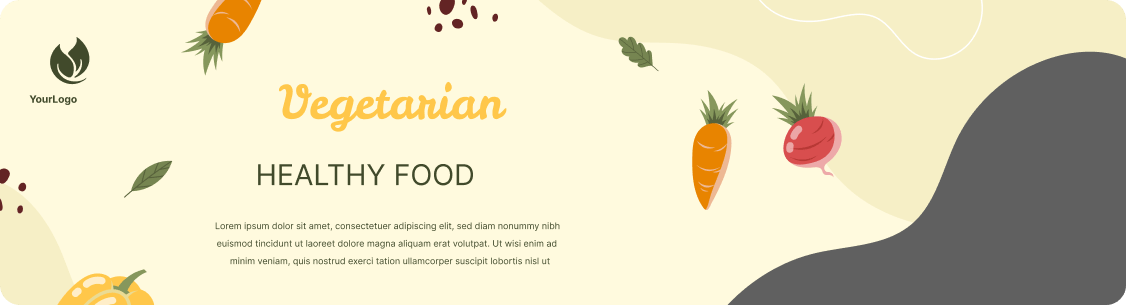 YourLogo
Vegetarian
HEALTHY FOOD
Lorem ipsum dolor sit amet, consectetuer adipiscing elit, sed diam nonummy nibh
euismod tincidunt ut laoreet dolore magna aliquam erat volutpat. Ut wisi enim ad
minim veniam, quis nostrud exerci tation ullamcorper suscipit lobortis nisl ut